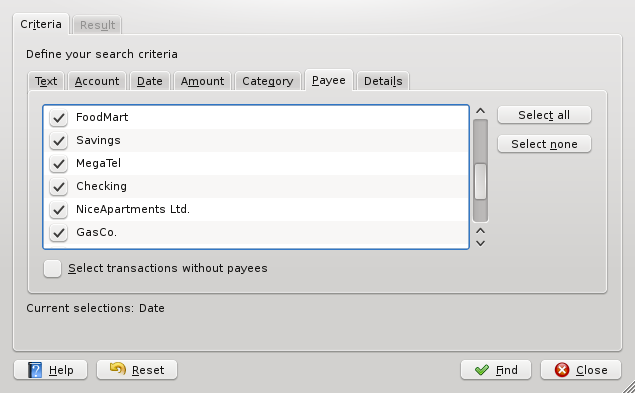 Criteria Result
Define your search criteria
Text Account Date Amount Category Payee Details
FoodMart
Savings
MegaTel
Checking
NiceApartments Ltd.
GasCo.
Select all
Select none
Select transactions without payees
Current selections: Date
Help Reset Find Close